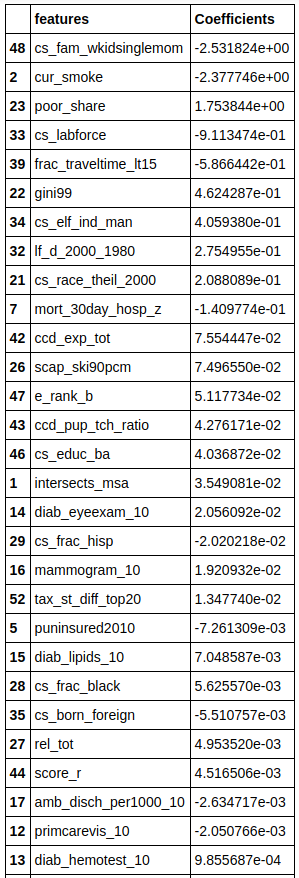 features Coefficients
48 cs_fam_wkidsinglemom -2.531824e+00
2 cur_smoke -2.377746e+00
23 poor_share 1.753844e+00
33 cs_labforce -9.113474e-01
39 frac_traveltime_lt15 -5.866442e-01
22 gini99 4.624287e-01
34 cs_elf_ind_man 4.059380e-01
32 lf_d_2000_1980 2.754955e-01
21 cs_race_theil_2000 2.088089e-01
7 mort_30day_hosp_z -1.409774e-01
42 ccd_exp_tot 7.554447e-02
26 scap_ski90pcm 7.496550e-02
47 e_rank_b 5.117734e-02
43 ccd_pup_tch_ratio 4.276171e-02
46 cs_educ_ba 4.036872e-02
1 intersects_msa 3.549081e-02
14 diab_eyeexam_10 2.056092e-02
29 cs_frac_hisp -2.020218e-02
16 mammogram_10 1.920932e-02
52 tax_st_diff_top20 1.347740e-02
5 puninsured2010 -7.261309e-03
15 diab_lipids_10 7.048587e-03
28 cs_frac_black 5.625570e-03
35 cs_born_foreign -5.510757e-03
27 rel_tot 4.953520e-03
44 score_r 4.516506e-03
17 amb_disch_per1000_10 -2.634717e-03
12 primcarevis_10 -2.050766e-03
13 diab_hemotest_10 9.855687e-04